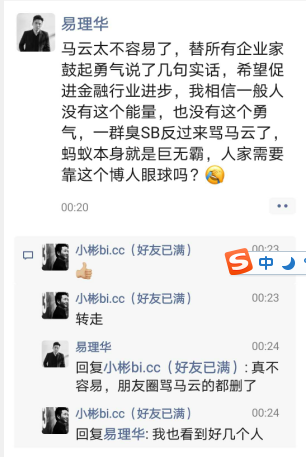 易理华
马云太不容易了，替所有企业家
鼓起勇气说了几句实话，希望促
进金融行业进步，我相信一般人
没有这个能量，也没有这个勇
气，一群臭SB反过来骂马云了，
蚂蚁本身就是巨无霸，人家需要
靠这个博人眼球吗？
00:20
小彬bi.cc（好友已满）
00:23
S中
小彬bi.cc（好友已满）
00:23
转走
易理华
00:24
回复小彬bi.cc（好友已满）: 真不
容易，朋友圈骂马云的都删了
小彬bi.cc（好友已满）
00:24
回复易理华: 我也看到好几个人